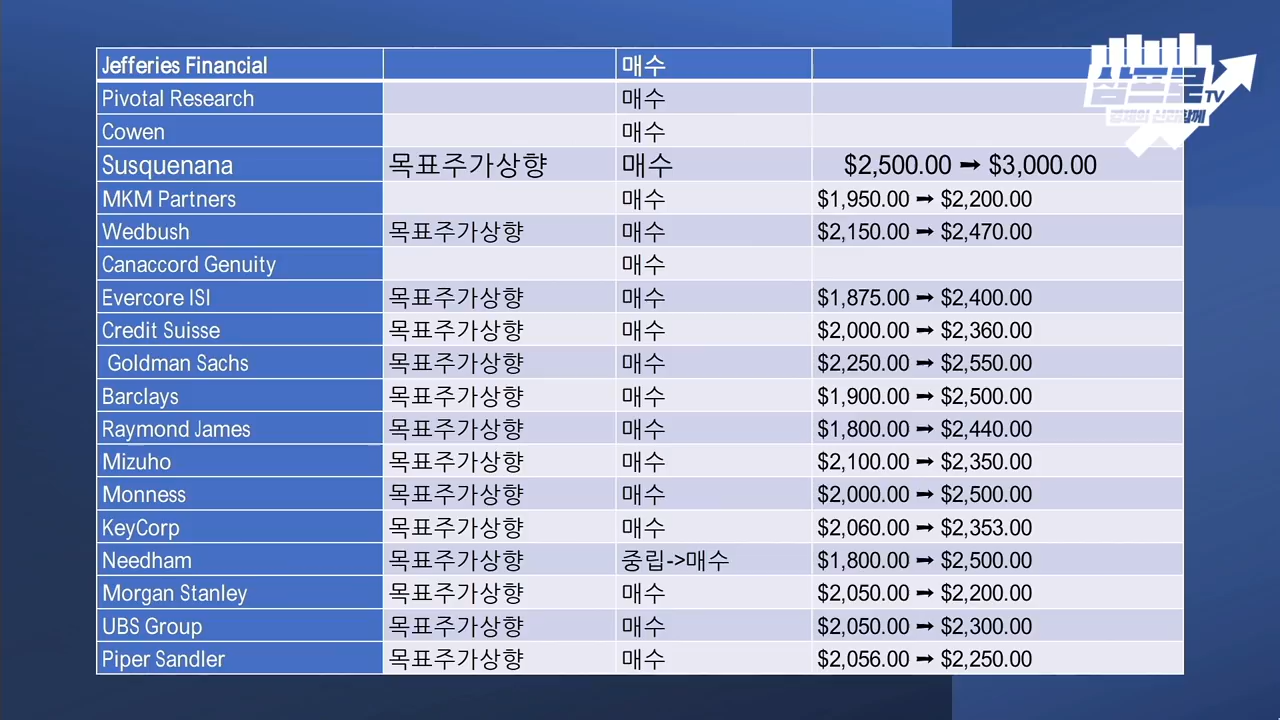 Jefferies Financial 매수
Pivotal Research 매수
Cowen 매수
Susquenana 목표주가상향 매수 $2,500.00 ➡ $3,000.00
MKM Partners 매수 $1,950.00 ➡ $2,200.00
Wedbush 목표주가상향 매수 $2,150.00 ➡ $2,470.00
Canaccord Genuity 매수
Evercore ISI 목표주가상향 매수 $1,875.00 ➡ $2,400.00
Credit Suisse 목표주가상향 매수 $2,000.00 ➡ $2,360.00
Goldman Sachs 목표주가상향 매수 $2,250.00 ➡ $2,550.00
Barclays 목표주가상향 매수 $1,900.00 ➡ $2,500.00
Raymond James 목표주가상향 매수 $1,800.00 ➡ $2,440.00
Mizuho 목표주가상향 매수 $2,100.00 ➡ $2,350.00
Monness 목표주가상향 매수 $2,000.00 ➡ $2,500.00
KeyCorp 목표주가상향 매수 $2,060.00 ➡ $2,353.00
Needham 목표주가상향 중립->매수 $1,800.00 ➡ $2,500.00
Morgan Stanley 목표주가상향 매수 $2,050.00 ➡ $2,200.00
UBS Group 목표주가상향 매수 $2,050.00 ➡ $2,300.00
Piper Sandler 목표주가상향 매수 $2,056.00 ➡ $2,250.00
삼프로TV
경제의 신과함께